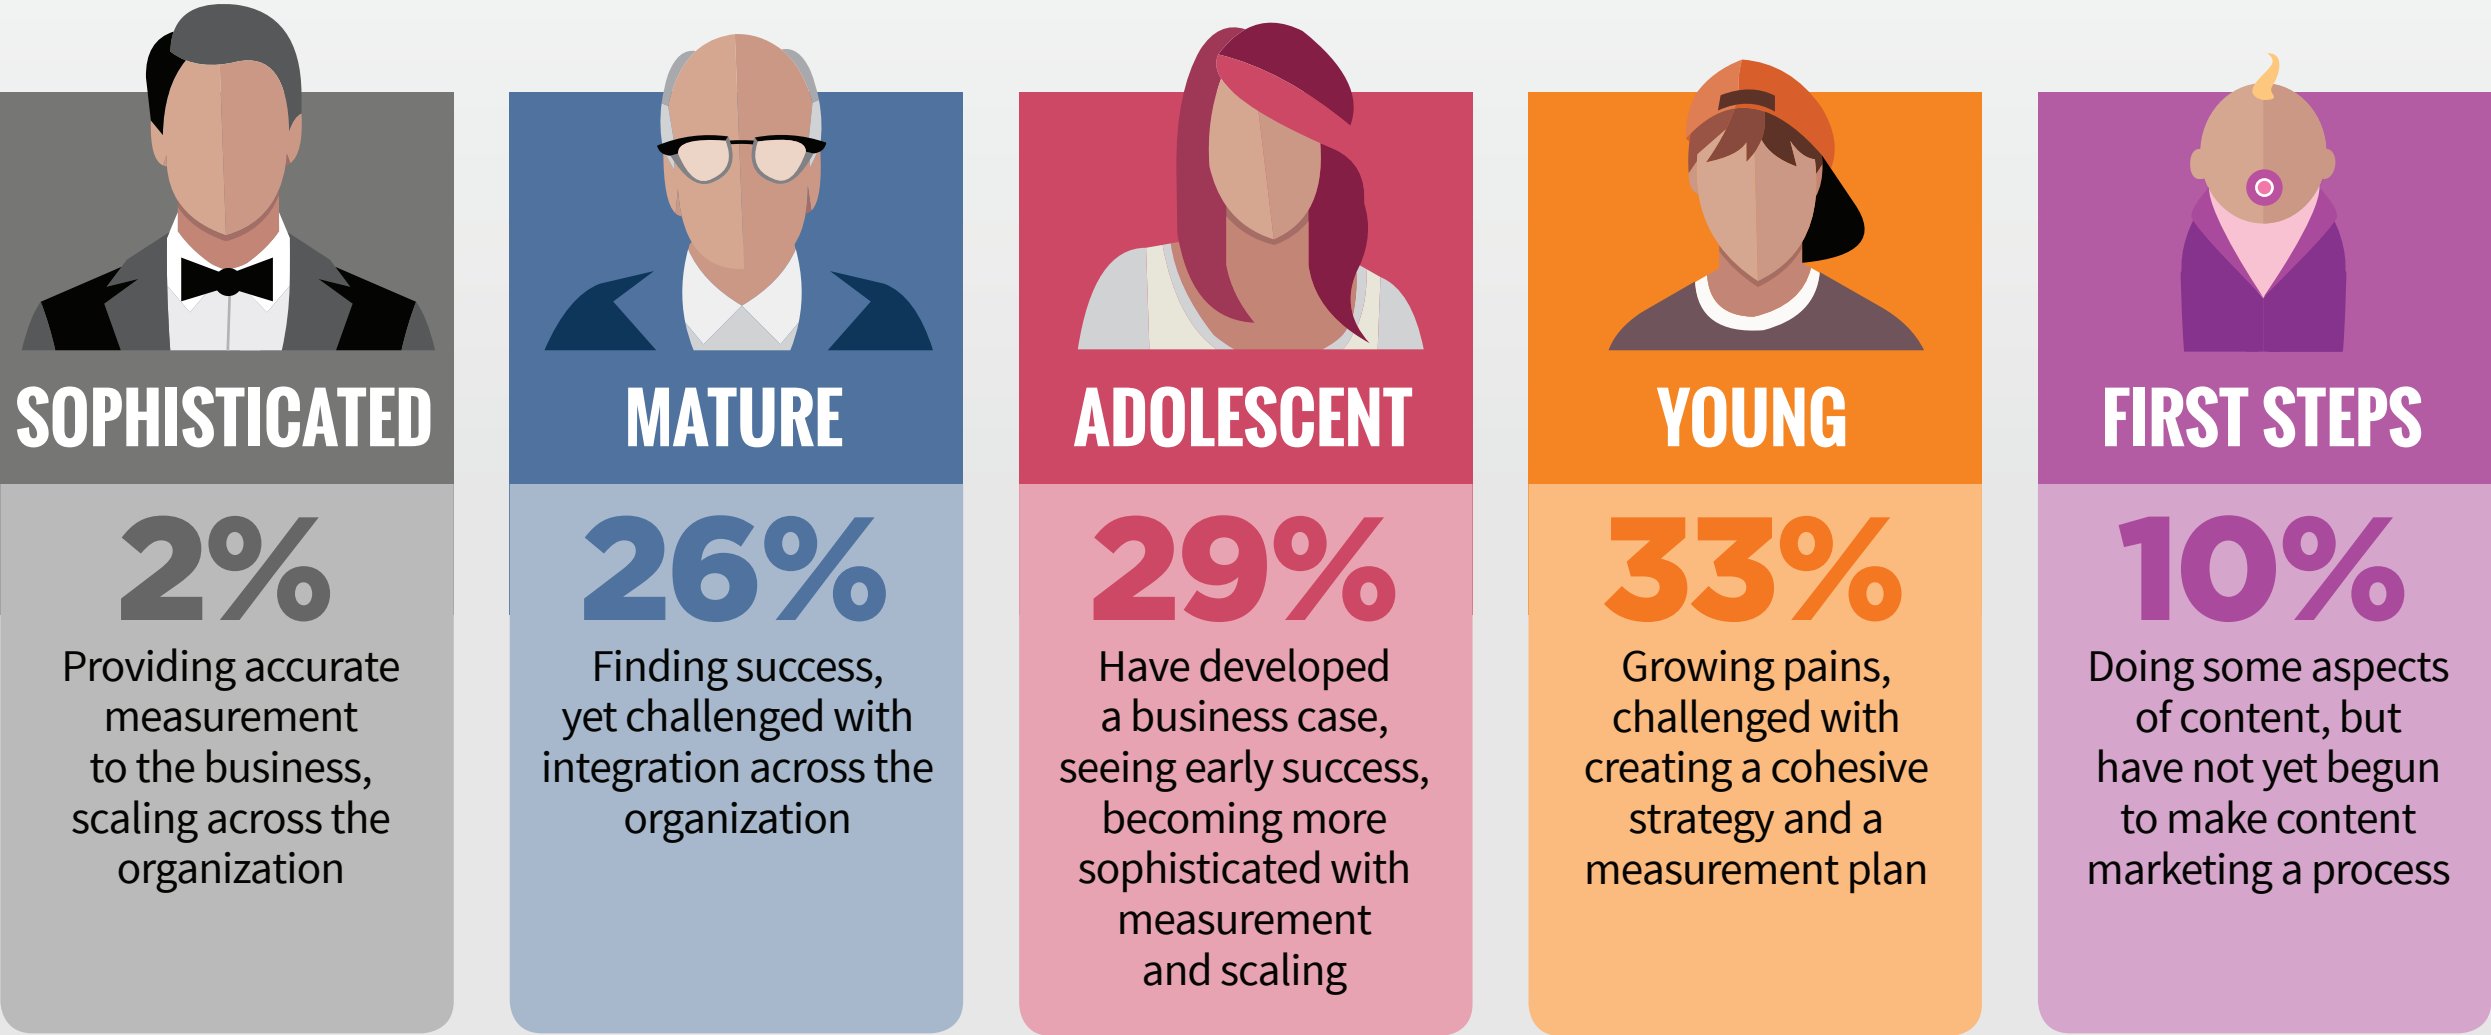 SOPHISTICATED
2%
Providing accurate
measurement
to the business,
scaling across the
organization
MATURE
26%
Finding success,
yet challenged with
integration across the
organization
ADOLESCENT
29%
Have developed
a business case,
seeing early success,
becoming more
sophisticated with
measurement
and scaling
YOUNG
33%
Growing pains,
challenged with
creating a cohesive
strategy and a
measurement plan
FIRST STEPS
10%
Doing some aspects
of content, but
have not yet begun
to make content
marketing a process